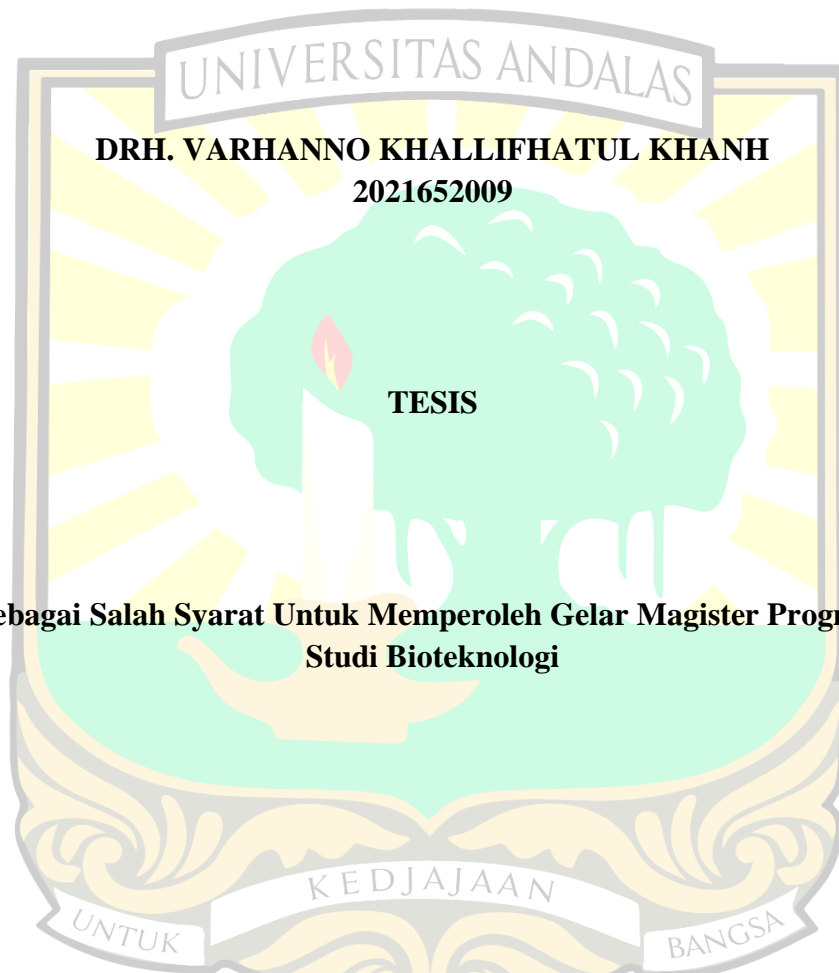 UNIVERSITAS ANDALAS
DRH. VARHANNO KHALLIFHATUL KHANH
2021652009
TESIS
ebagai Salah Syarat Untuk Memperoleh Gelar Magister Progr
Studi Bioteknologi
UNTUK KEDJAJAAN BANGSA